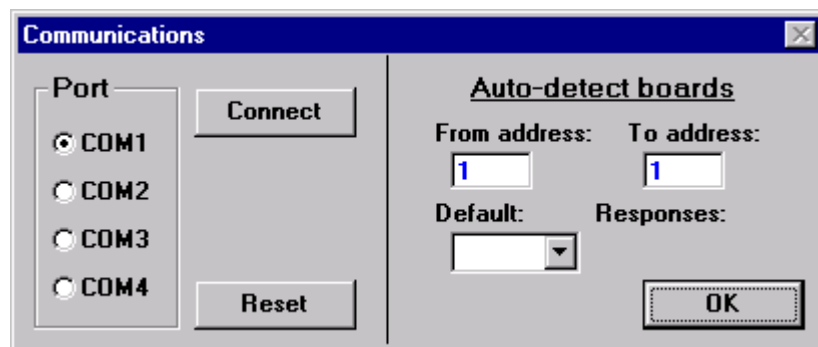 Communications
Port
COM1
COM2
COM3
COM4
Connect
Reset
Auto-detect boards
From address: To address:
1 1
Default: Responses:
OK